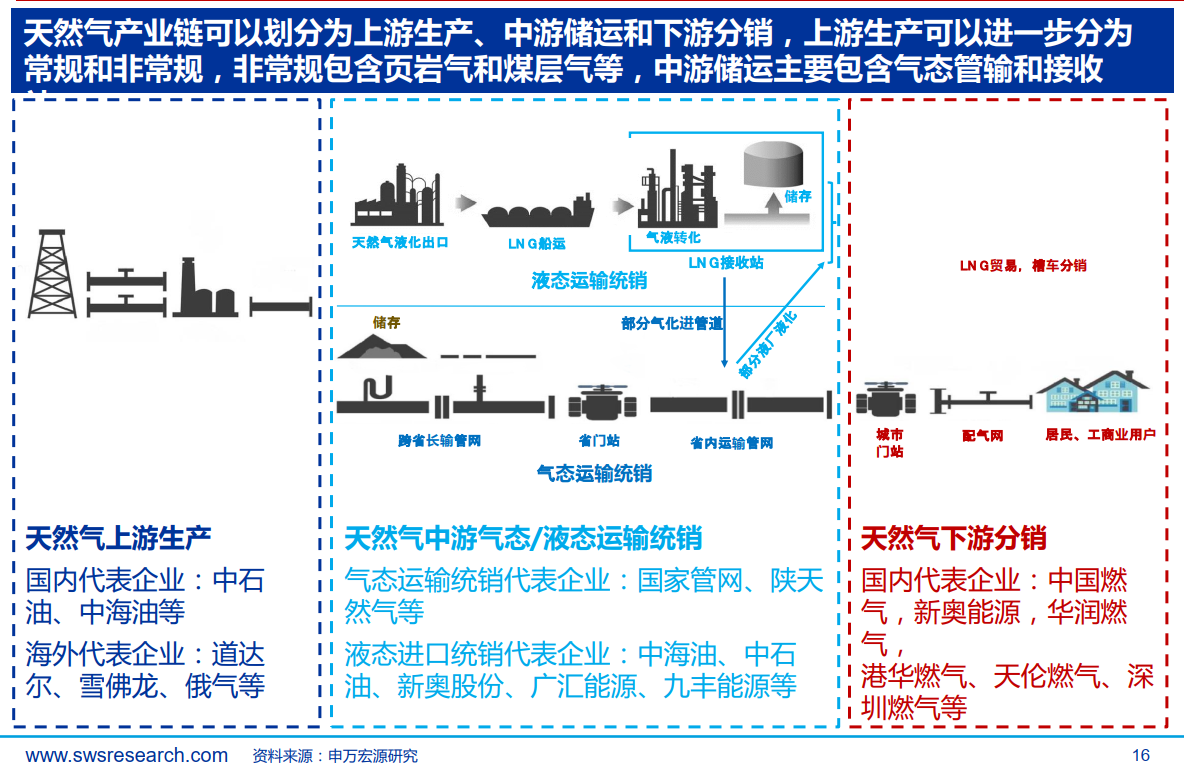 天然气产业链可以划分为上游生产、中游储运和下游分销，上游生产可以进一步分为
常规和非常规，非常规包含页岩气和煤层气等，中游储运主要包含气态管输和接收
天然气液化出口
LNG船运
气液转化
储存
LNG接收站
液态运输统销
储存
部分气化进管道
部分液厂液化
跨省长输管网
省门站
省内运输管网
气态运输统销
LNG贸易，槽车分销
城市
门站
配气网
居民、工商业用户
天然气上游生产
国内代表企业：中石
油、中海油等
海外代表企业：道达
尔、雪佛龙、俄气等
天然气中游气态/液态运输统销
气态运输统销代表企业：国家管网、陕天
然气等
液态进口统销代表企业：中海油、中石
油、新奥股份、广汇能源、九丰能源等
天然气下游分销
国内代表企业：中国燃
气，新奥能源，华润燃
气，
港华燃气、天伦燃气、深
圳燃气等
www.swsresearch.com
资料来源：申万宏源研究
16